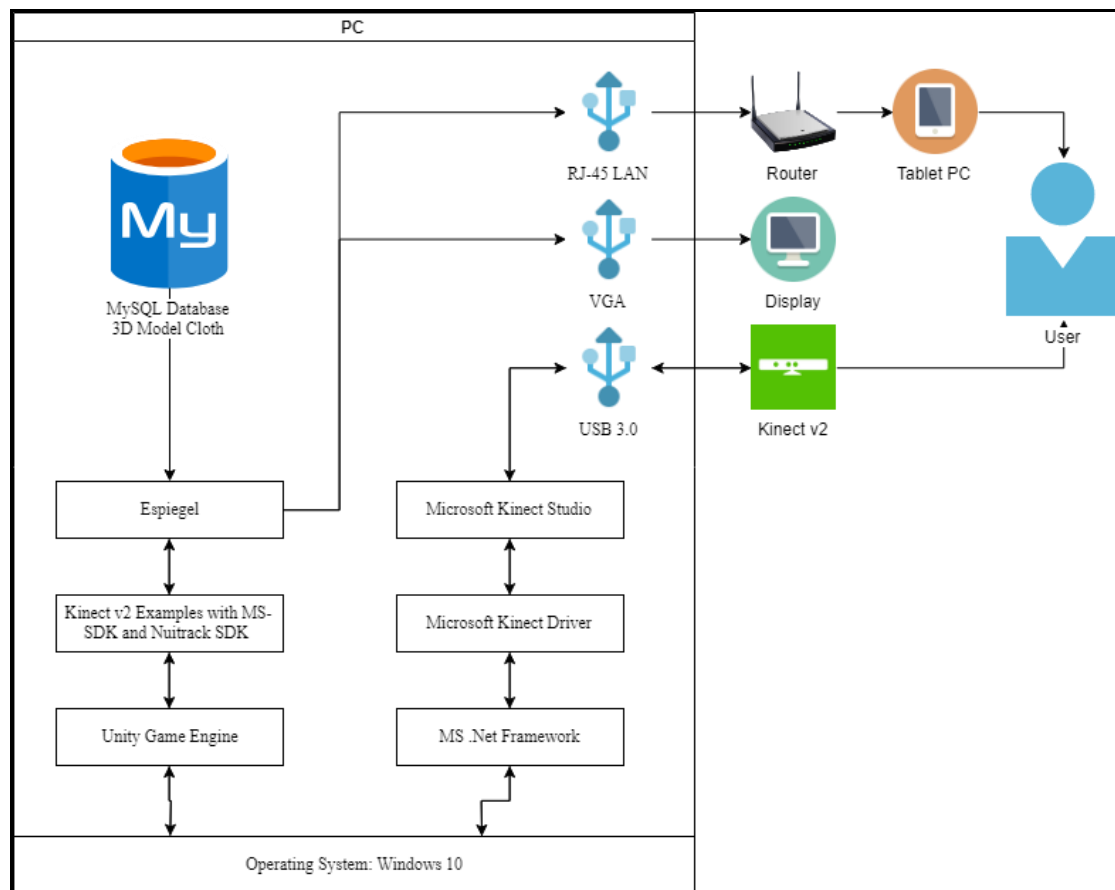 PC
RJ-45 LAN
Router
Tablet PC
My
MySQL Database
3D Model Cloth
VGA
Display
User
USB 3.0
Kinect v2
Espiegel
Microsoft Kinect Studio
Kinect v2 Examples with MS-
SDK and Nuitrack SDK
Microsoft Kinect Driver
Unity Game Engine
MS .Net Framework
Operating System: Windows 10